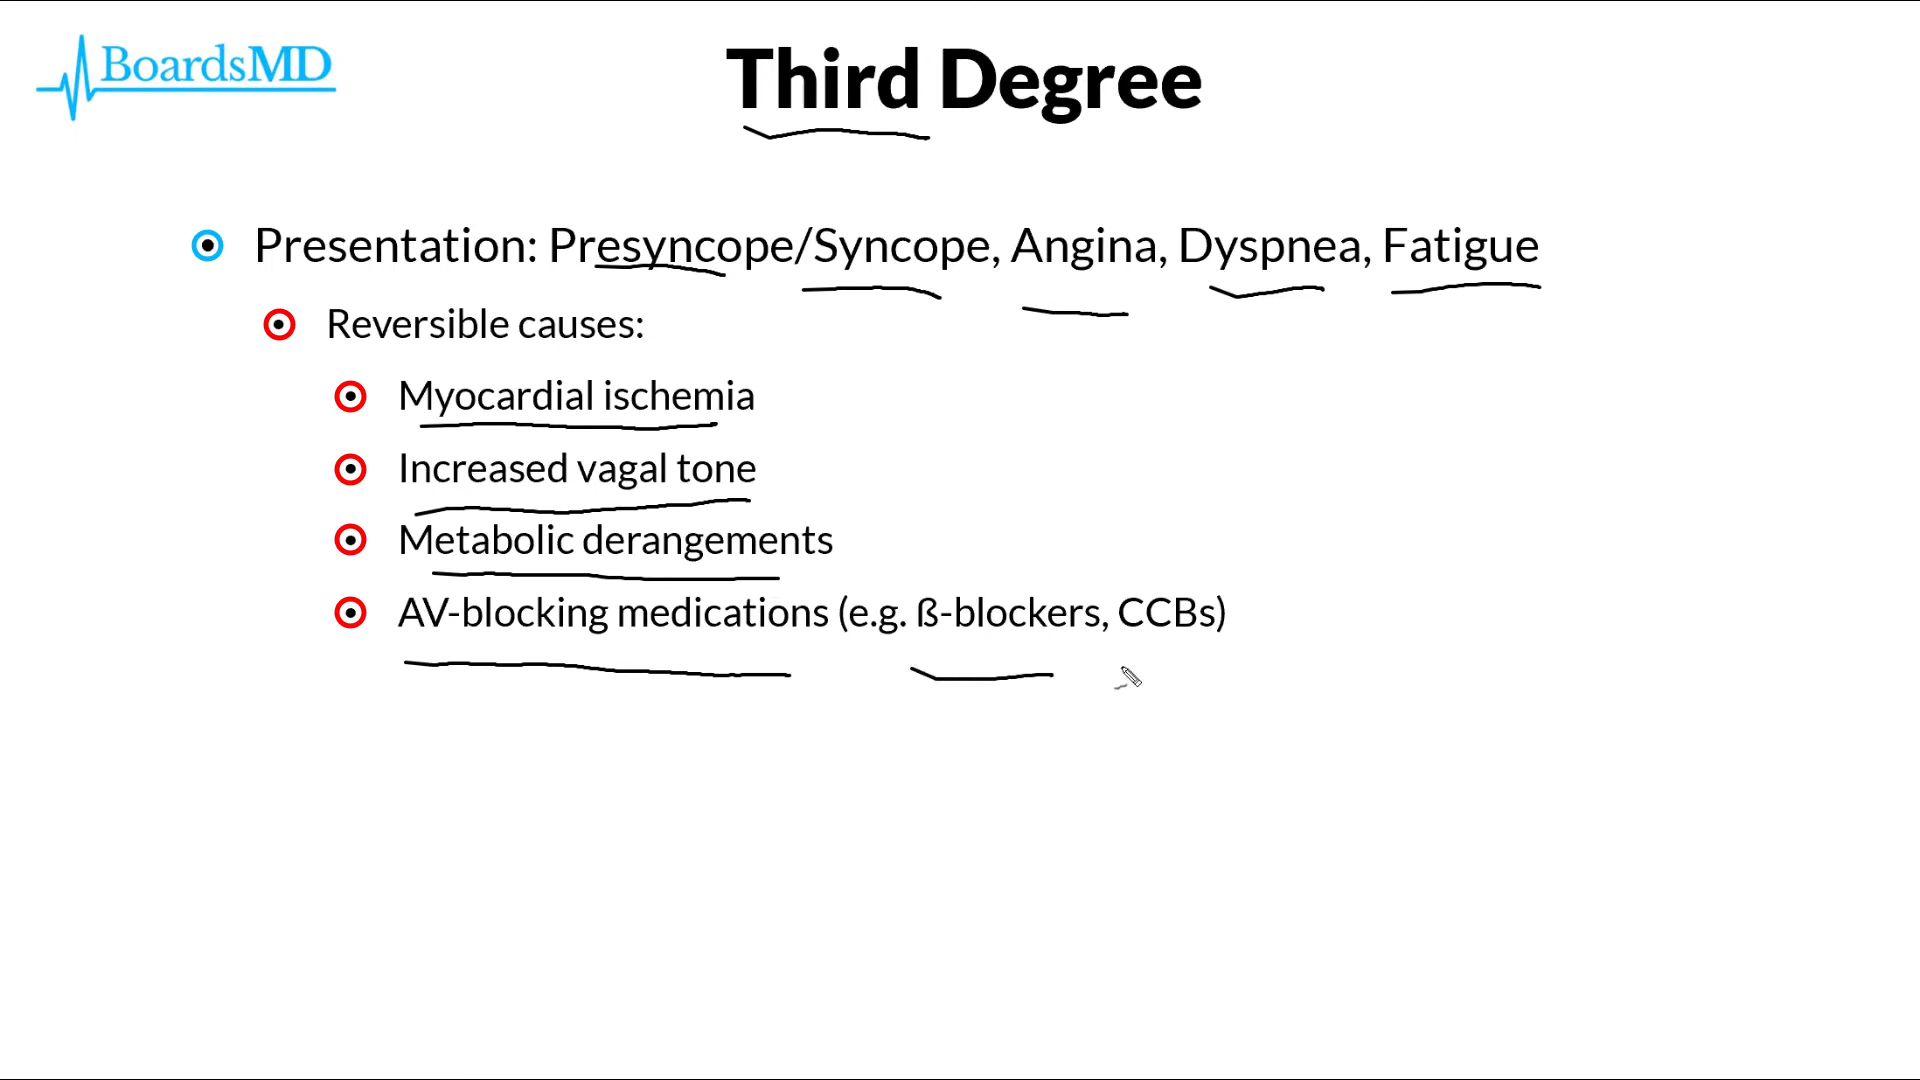 BoardsMD
Third Degree
Presentation: Presyncope/Syncope, Angina, Dyspnea, Fatigue
Reversible causes:
Myocardial ischemia
Increased vagal tone
Metabolic derangements
AV-blocking medications (e.g. ß-blockers, CCBs)